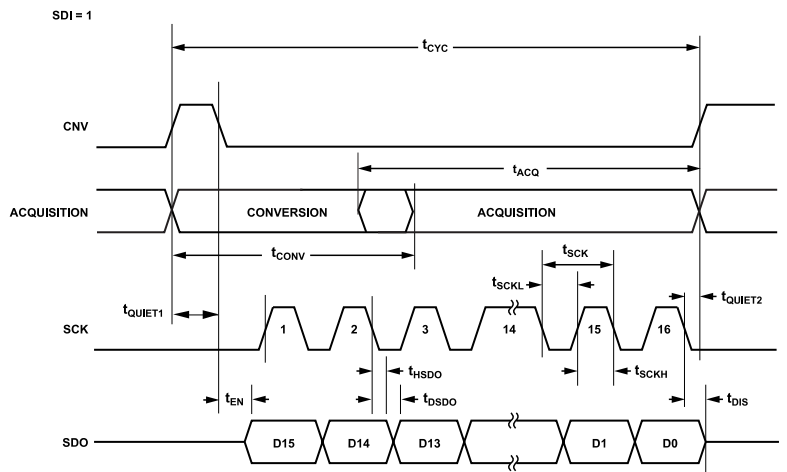 SDI = 1
tCYC
CNV
tACQ
ACQUISITION CONVERSION ACQUISITION
tCONV
tSCK
tSCKL
tQUIET1 tQUIET2
SCK 1 2 3 14 15 16
tHSDO tSCKH
tEN tDSDO tDIS
SDO D15 D14 D13 D1 D0